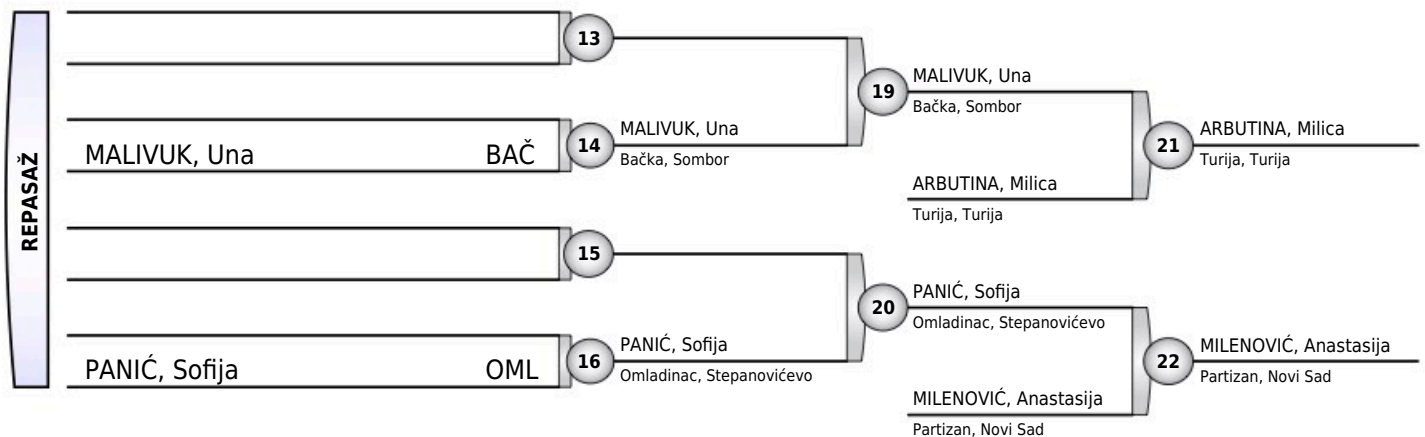 REPASAŽ
13
MALIVUK, Una BAČ
14
MALIVUK, Una
Bačka, Sombor
19
MALIVUK, Una
Bačka, Sombor
ARBUTINA, Milica
Turija, Turija
21
ARBUTINA, Milica
Turija, Turija
15
PANIĆ, Sofija OML
16
PANIĆ, Sofija
Omladinac, Stepanovićevo
20
PANIĆ, Sofija
Omladinac, Stepanovićevo
MILENOVIĆ, Anastasija
Partizan, Novi Sad
22
MILENOVIĆ, Anastasija
Partizan, Novi Sad